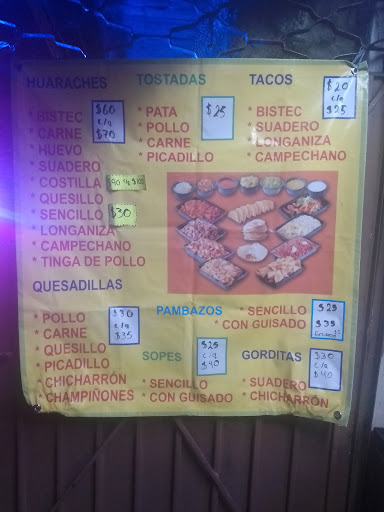 HUARACHES
* BISTEC $60
* CARNE c/q $70
* HUEVO
* SUADERO
* COSTILLA
* QUESILLO
* SENCILLO $30
* LONGANIZA
* CAMPECHANO
* TINGA DE POLLO
TOSTADAS
* PATA $25
* POLLO
* CARNE
* PICADILLO
TACOS
$20
c/q
$25
* BISTEC
* SUADERO
* LONGANIZA
* CAMPECHANO
QUESADILLAS
* POLLO $30
* CARNE c/q $35
* QUESILLO
* PICADILLO
* CHICHARRÓN
* CHAMPIÑONES
PAMBAZOS
* SENCILLO $25
* CON GUISADO $35
SOPES
$25
c/q
$40
* SENCILLO
* CON GUISADO
GORDITAS
$30
c/q
$40
* SUADERO
* CHICHARRÓN